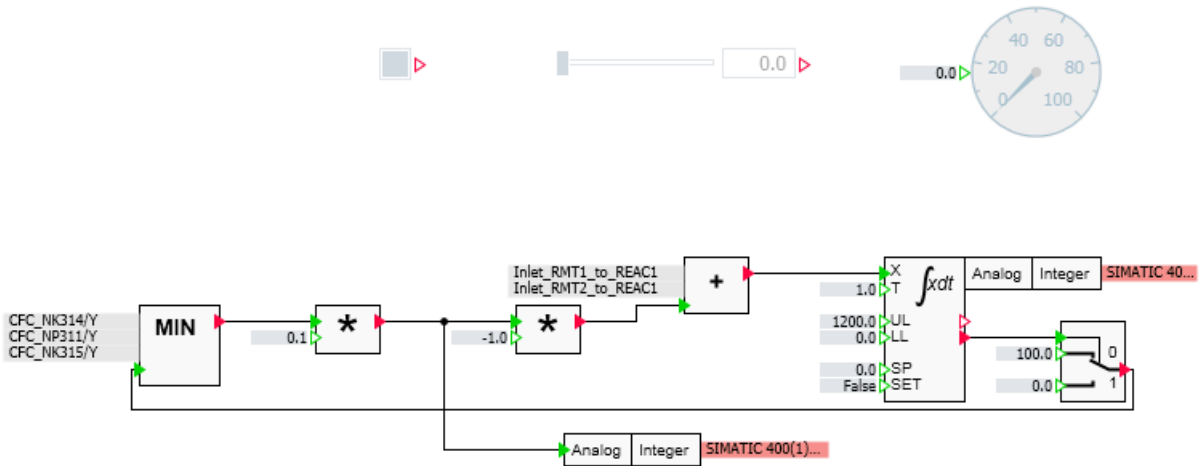 40 60
0.0
0.0
20
80
0
100
Inlet_RMT1_to_REAC1
Inlet_RMT2_to_REAC1
+
X
∫xdt
Analog
Integer
SIMATIC 40...
1.0
T
CFC_NK314/Y
CFC_NP311/Y
CFC_NK315/Y
MIN
*
0.1
*
-1.0
1200.0
UL
0.0
LL
100.0
0
0.0
SP
False
SET
0.0
1
Analog
Integer
SIMATIC 400(1)...